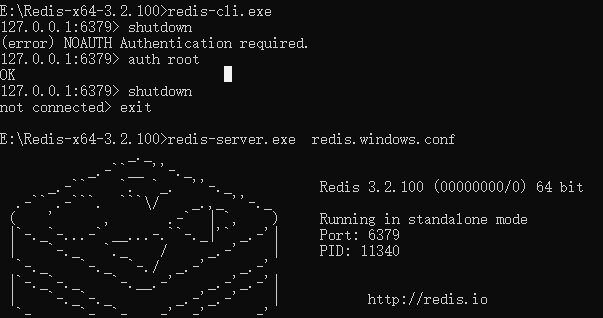 E:\Redis-x64-3.2.100>redis-cli.exe
127.0.0.1:6379> shutdown
(error) NOAUTH Authentication required.
127.0.0.1:6379> auth root
OK
127.0.0.1:6379> shutdown
not connected> exit
E:\Redis-x64-3.2.100>redis-server.exe  redis.windows.conf
Redis 3.2.100 (00000000/0) 64 bit
Running in standalone mode
Port: 6379
PID: 11340
http://redis.io